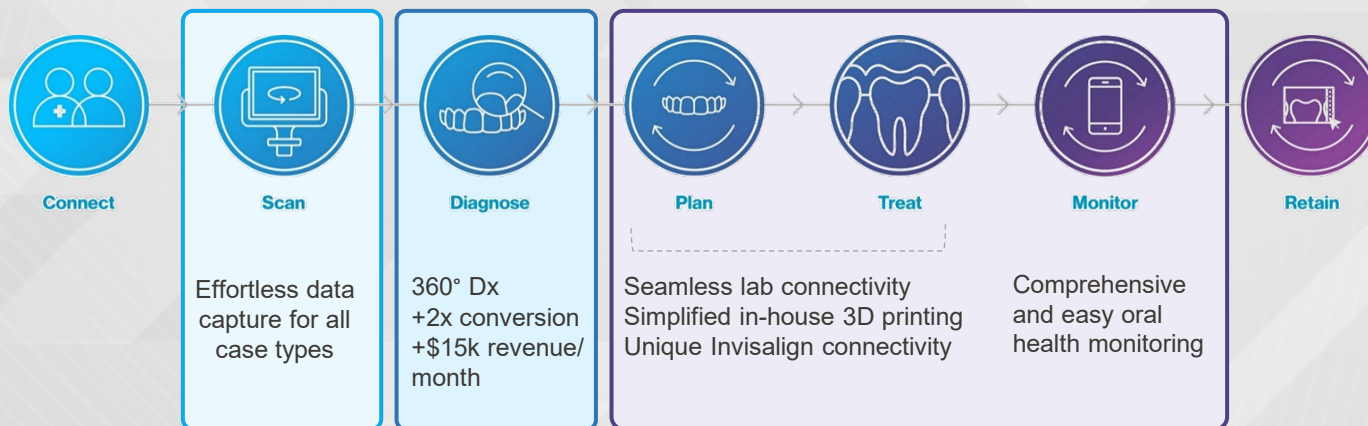 Connect
Scan
Diagnose
Plan
Treat
Monitor
Retain
Effortless data
capture for all
case types
360° Dx
+2x conversion
+$15k revenue/
month
Seamless lab connectivity
Simplified in-house 3D printing
Unique Invisalign connectivity
Comprehensive
and easy oral
health monitoring